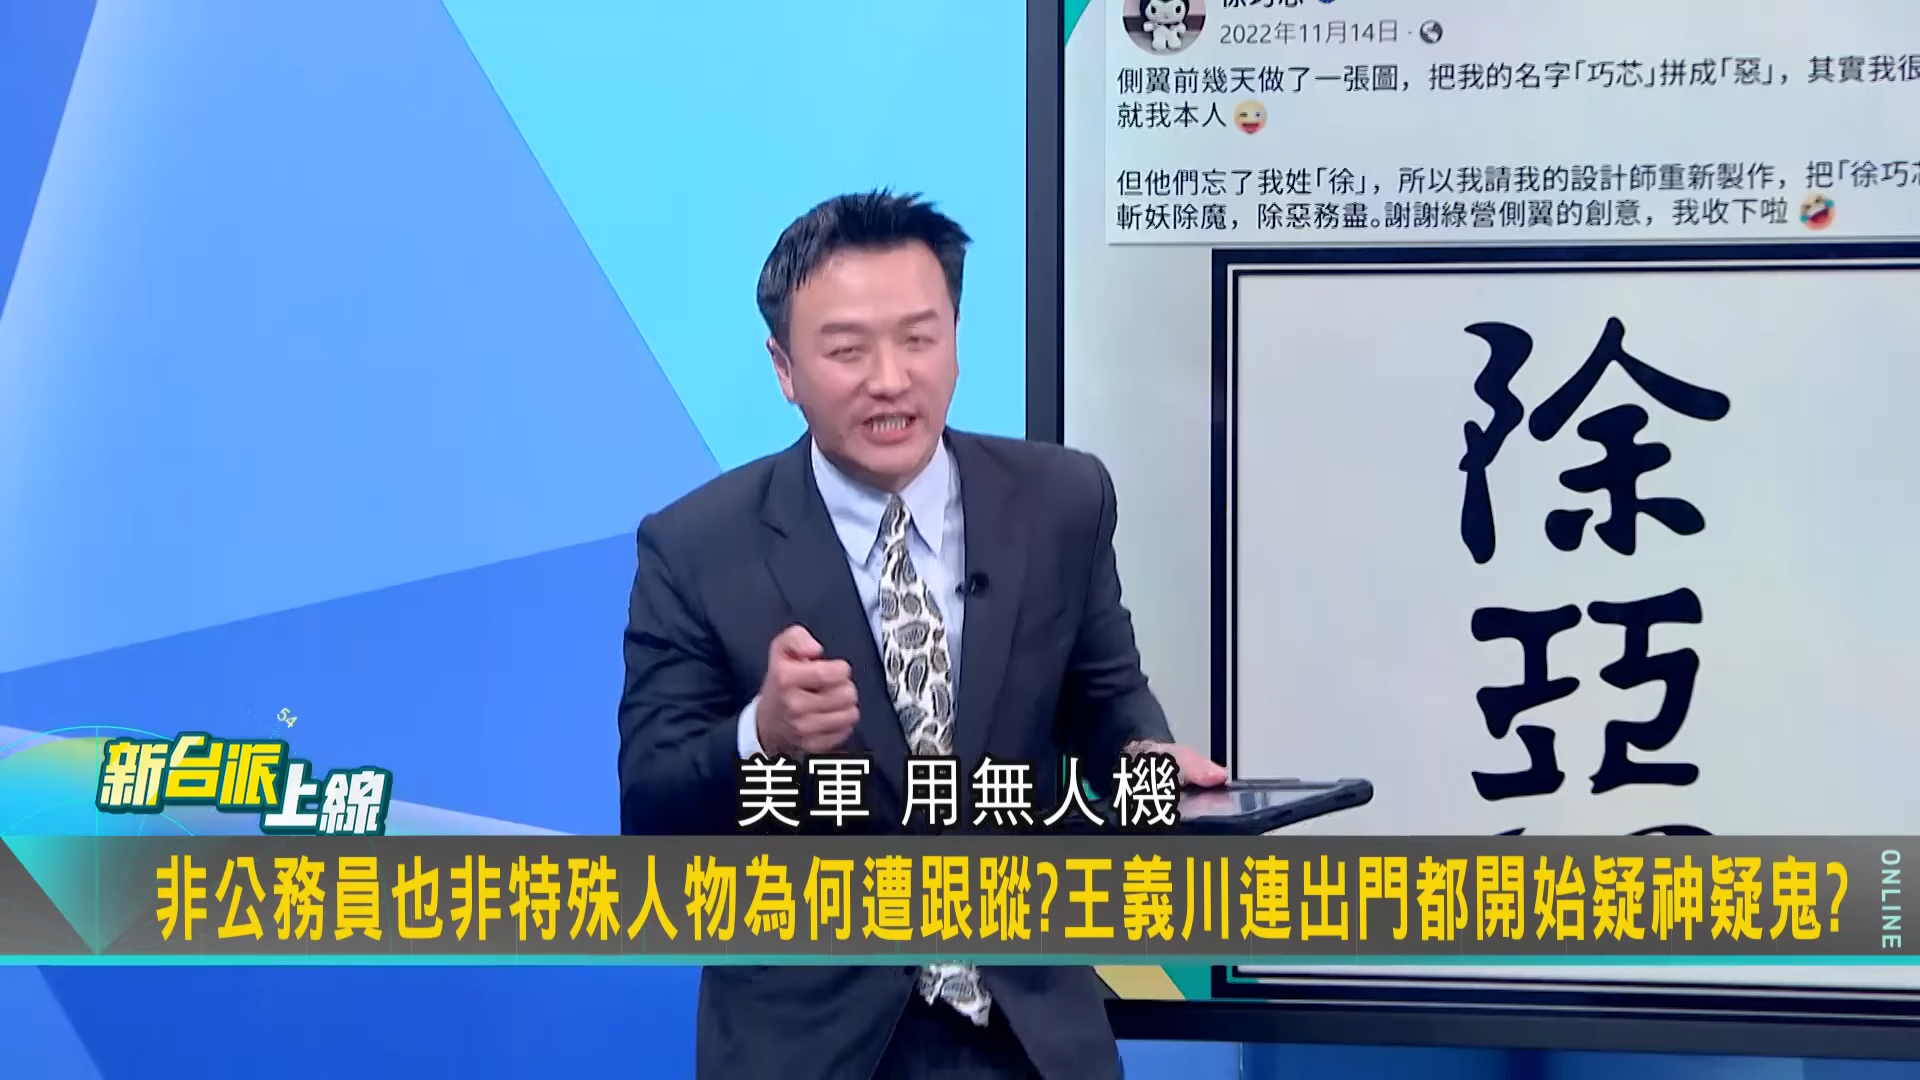 2022年11月14日
側翼前幾天做了一張圖，把我的名字「巧芯」拼成「惡」，其實我很
就我本人
但他們忘了我姓「徐」，所以我請我的設計師重新製作，把「徐巧
斬妖除魔，除惡務盡。謝謝綠營側翼的創意，我收下啦
除
54
新台派上線
美軍 用無人機
非公務員也非特殊人物為何遭跟蹤?王義川連出門都開始疑神疑鬼?
ONLINE